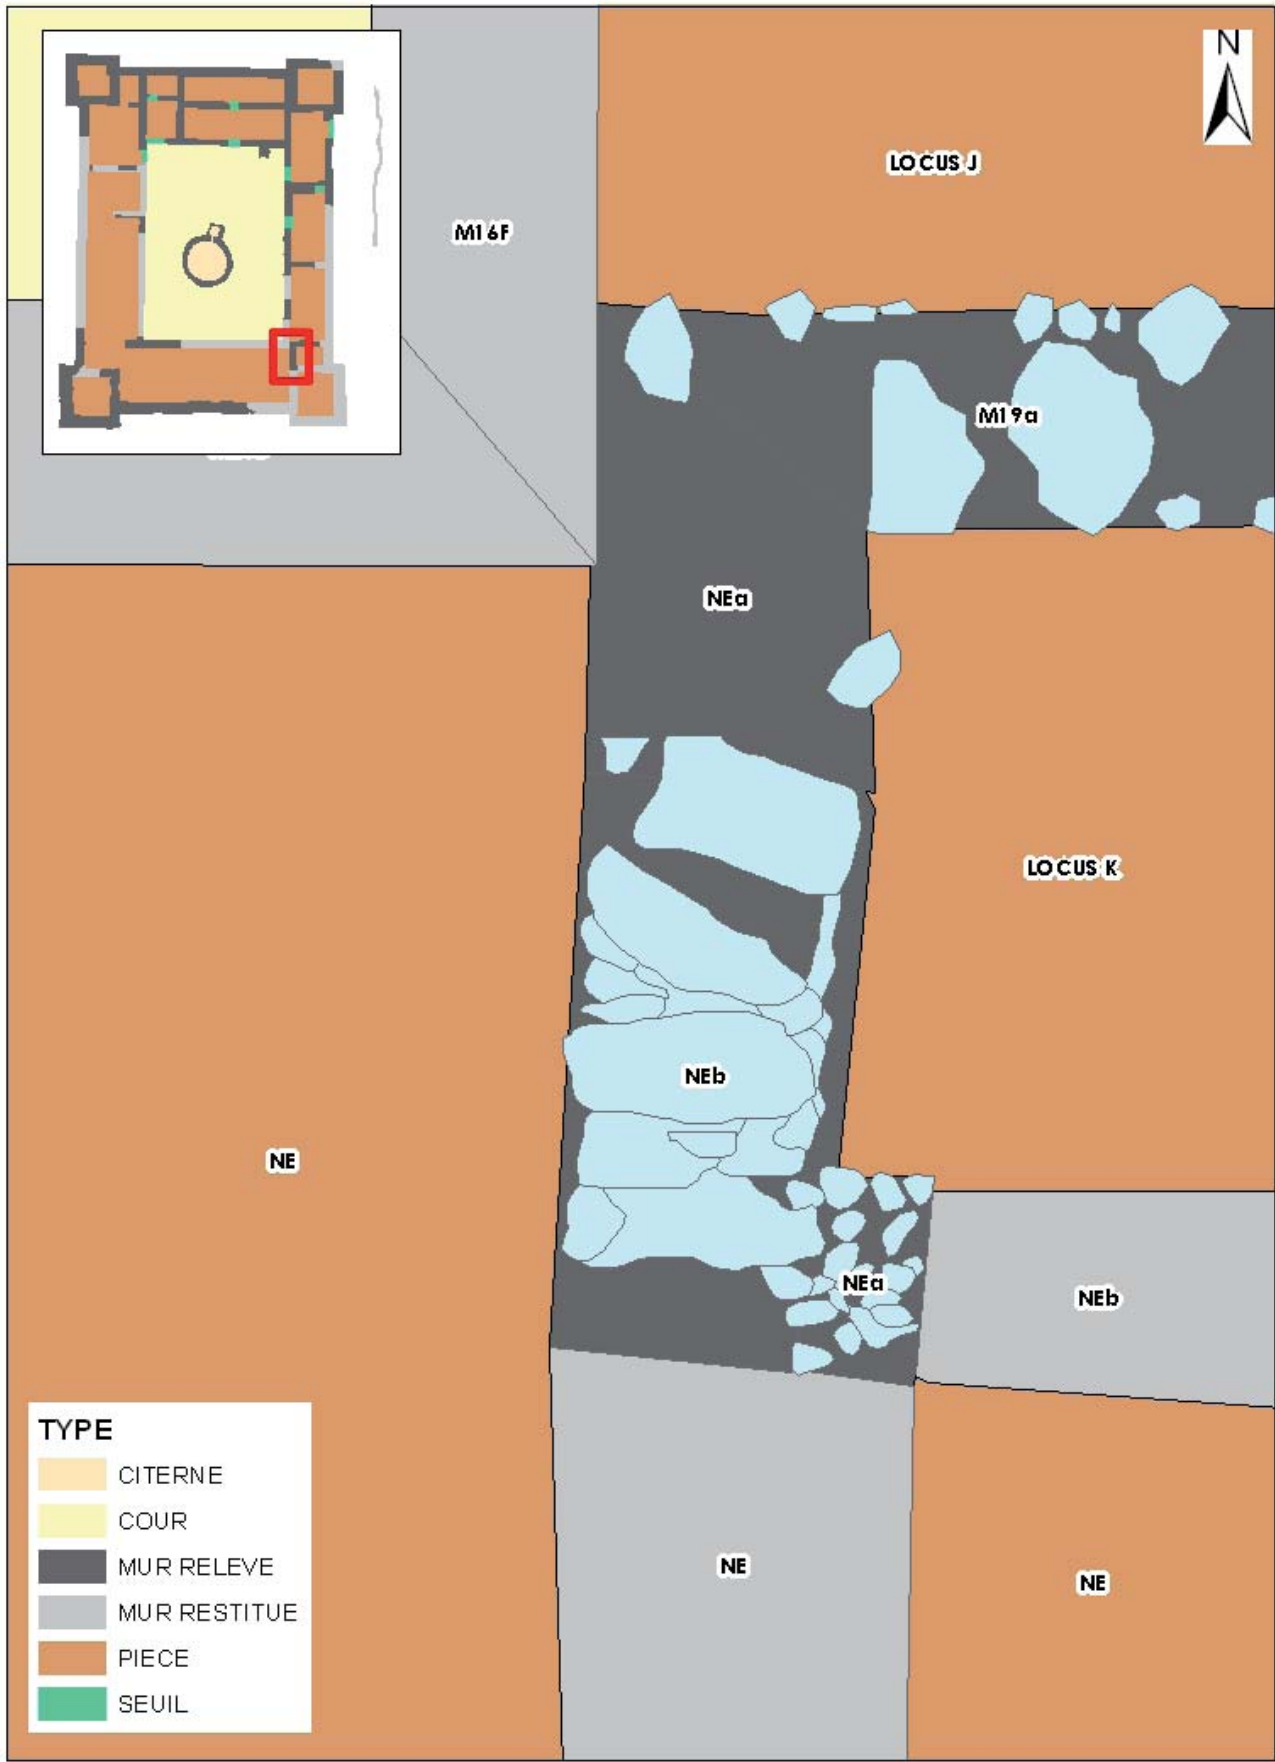 N
LOCUS J
M16F
M19a
NEa
LOCUS K
NEb
NE
NEa
NEb
NE
NE
TYPE
CITERNE
COUR
MUR RELEVE
MUR RESTITUE
PIECE
SEUIL